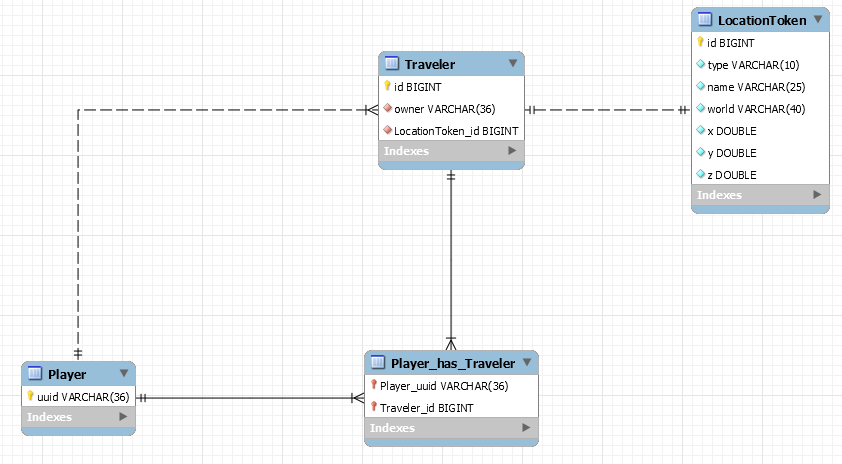 LocationToken
id BIGINT
type VARCHAR(10)
name VARCHAR(25)
world VARCHAR(40)
x DOUBLE
y DOUBLE
z DOUBLE
Indexes
Traveler
id BIGINT
owner VARCHAR(36)
LocationToken_id BIGINT
Indexes
Player
uuid VARCHAR(36)
Indexes
Player_has_Traveler
Player_uuid VARCHAR(36)
Traveler_id BIGINT
Indexes